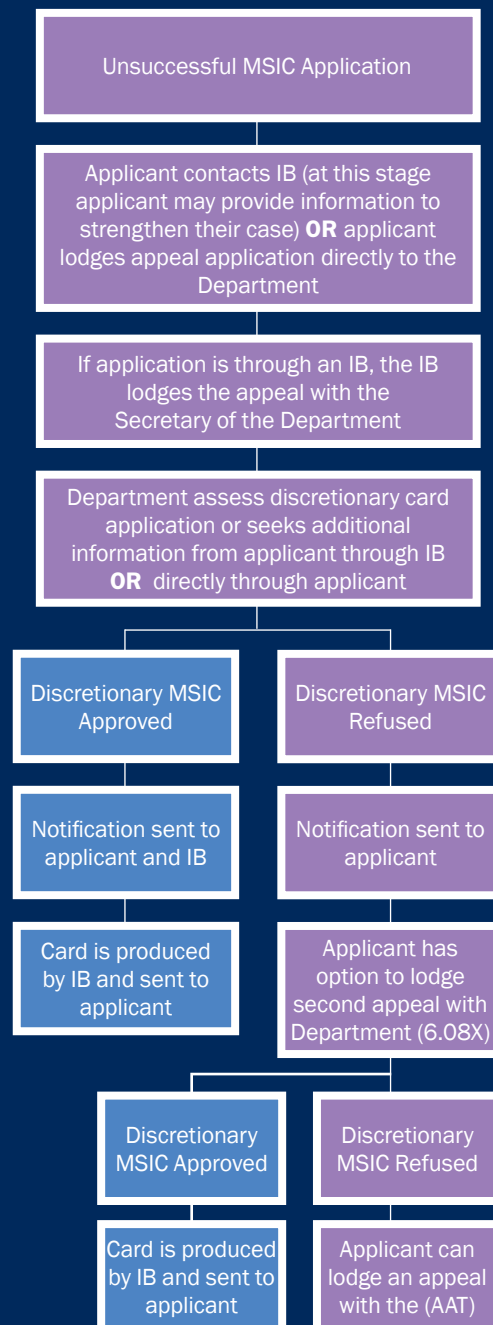 Unsuccessful MSIC Application
Applicant contacts IB (at this stage
applicant may provide information to
strengthen their case) OR applicant
lodges appeal application directly to the
Department
If application is through an IB, the IB
lodges the appeal with the
Secretary of the Department
Department assess discretionary card
application or seeks additional
information from applicant through IB
OR directly through applicant
Discretionary MSIC
Approved
Discretionary MSIC
Refused
Notification sent to
applicant and IB
Notification sent to
applicant
Card is produced
by IB and sent to
applicant
Applicant has
option to lodge
second appeal with
Department (6.08X)
Discretionary
MSIC Approved
Discretionary
MSIC Refused
Card is produced
by IB and sent to
applicant
Applicant can
lodge an appeal
with the (AAT)